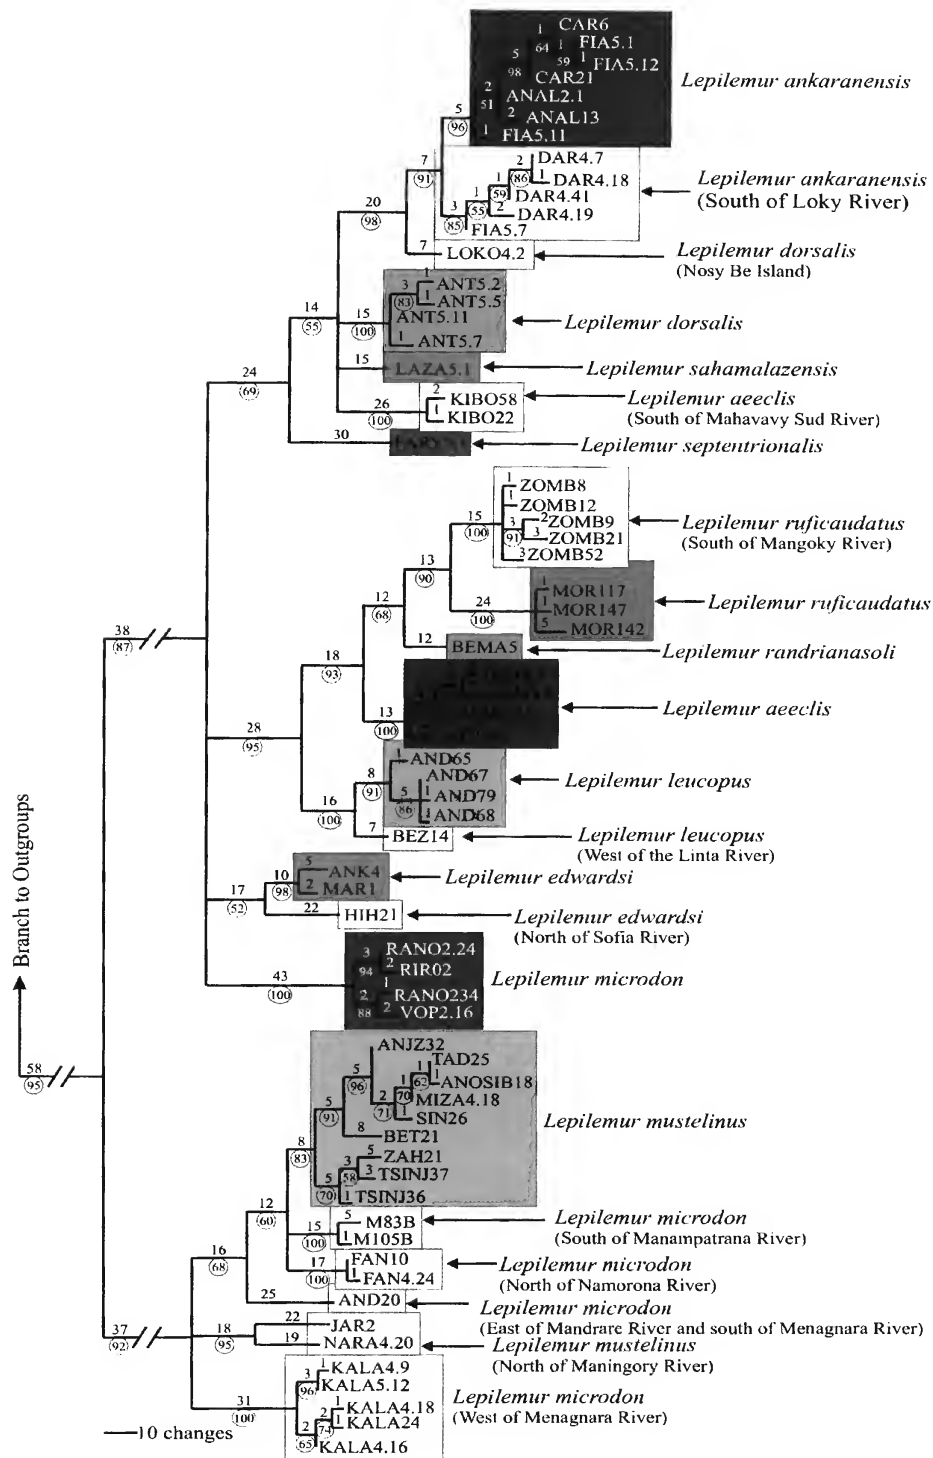 1 CAR6
64 1 FIA5.1
5 59 1 FIA5.12
98 CAR21
2 ANAL2.1
51 2 ANAL13
1 FIA5.11
Lepilemur ankaranensis
5
96
7
91
2 DAR4.7
86 1 DAR4.18
1 59 DAR4.41
1 55 2 DAR4.19
3 85 FIA5.7
Lepilemur ankaranensis
(South of Loky River)
20
98
7 LOKO4.2
Lepilemur dorsalis
(Nosy Be Island)
14
55
15
100
3 1 ANT5.2
83 1 ANT5.5
ANT5.11
1 ANT5.7
Lepilemur dorsalis
15 LAZA5.1
Lepilemur sahamalazensis
24
69
26
100
2 KIBO58
1 KIBO22
Lepilemur aeeclis
(South of Mahavavy Sud River)
30
Lepilemur septentrionalis
15
100
1 ZOMB8
1 ZOMB12
3 2 ZOMB9
91 3 ZOMB21
3 ZOMB52
Lepilemur ruficaudatus
(South of Mangoky River)
13
90
24
100
1 MOR117
1 MOR147
5 MOR142
Lepilemur ruficaudatus
12
68
12 BEMA5
Lepilemur randrianasoli
38
87
18
93
13
100
Lepilemur aeeclis
28
95
8
91
1 AND65
AND67
5 1 AND79
86 1 AND68
Lepilemur leucopus
16
100
7 BEZ14
Lepilemur leucopus
(West of the Linta River)
17
52
10
98
5 ANK4
2 MAR1
Lepilemur edwardsi
22 HIH21
Lepilemur edwardsi
(North of Sofia River)
43
100
3 RANO2.24
94 2 RIR02
1
2 RANO234
88 2 VOP2.16
Lepilemur microdon
Branch to Outgroups
58
95
ANJZ32
5 96
1 62 TAD25
1 ANOSIB18
1 70 MIZA4.18
2 71 1 SIN26
5 91
8 BET21
3 58 5 ZAH21
3 TSINJ37
5 70 1 TSINJ36
Lepilemur mustelinus
8
83
12
60
15
100
5 M83B
1 M105B
Lepilemur microdon
(South of Manampatrana River)
17
100
FAN10
1 FAN4.24
Lepilemur microdon
(North of Namorona River)
16
68
25 AND20
Lepilemur microdon
(East of Mandrare River and south of Menagnara River)
37
92
18
95
22 JAR2
19 NARA4.20
Lepilemur mustelinus
(North of Maningory River)
31
100
3 1 KALA4.9
96 KALA5.12
2 1 KALA4.18
74 1 KALA24
2 65 KALA4.16
Lepilemur microdon
(West of Menagnara River)
10 changes